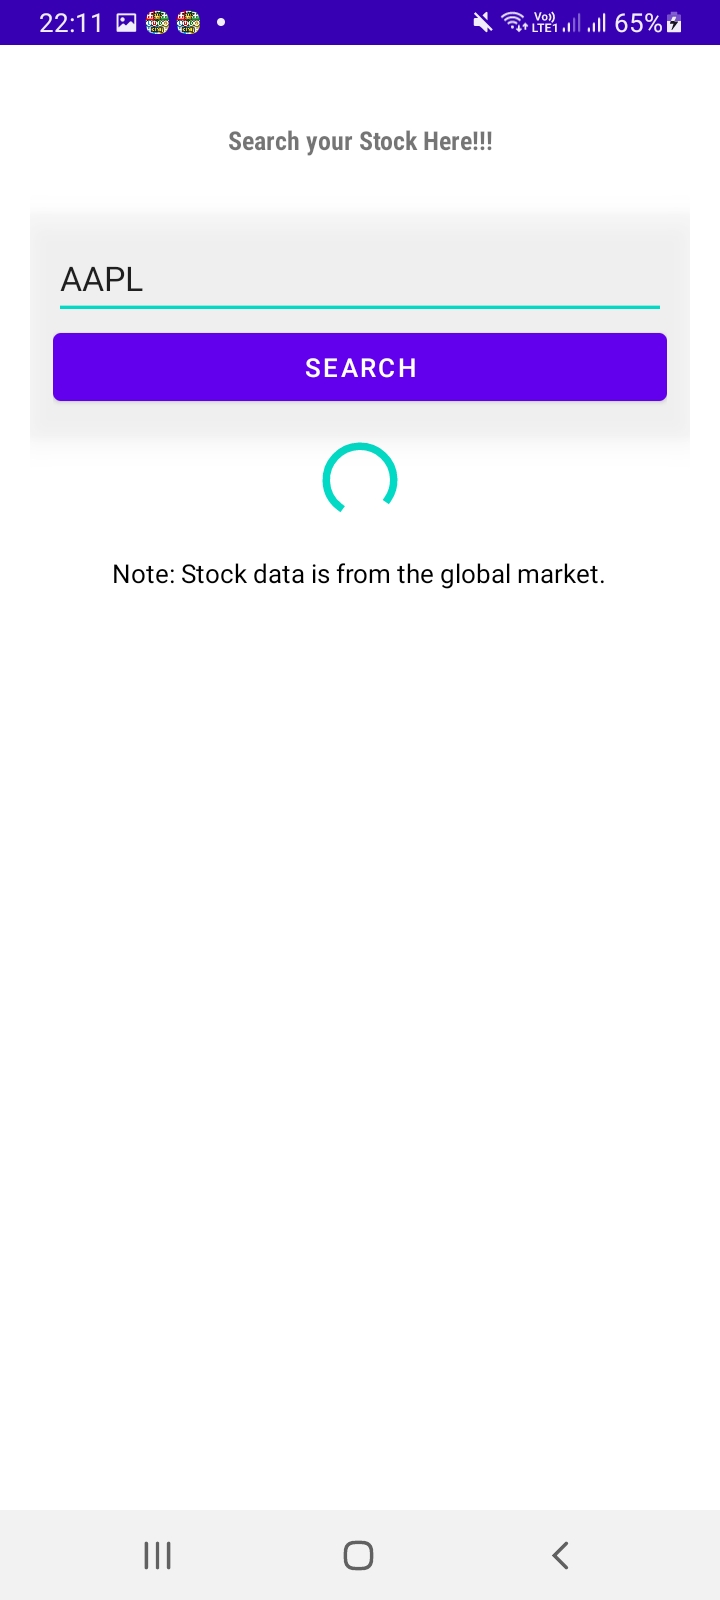 22:11 Vo)) LTE1 65%
Search your Stock Here!!!
AAPL
SEARCH
Note: Stock data is from the global market.